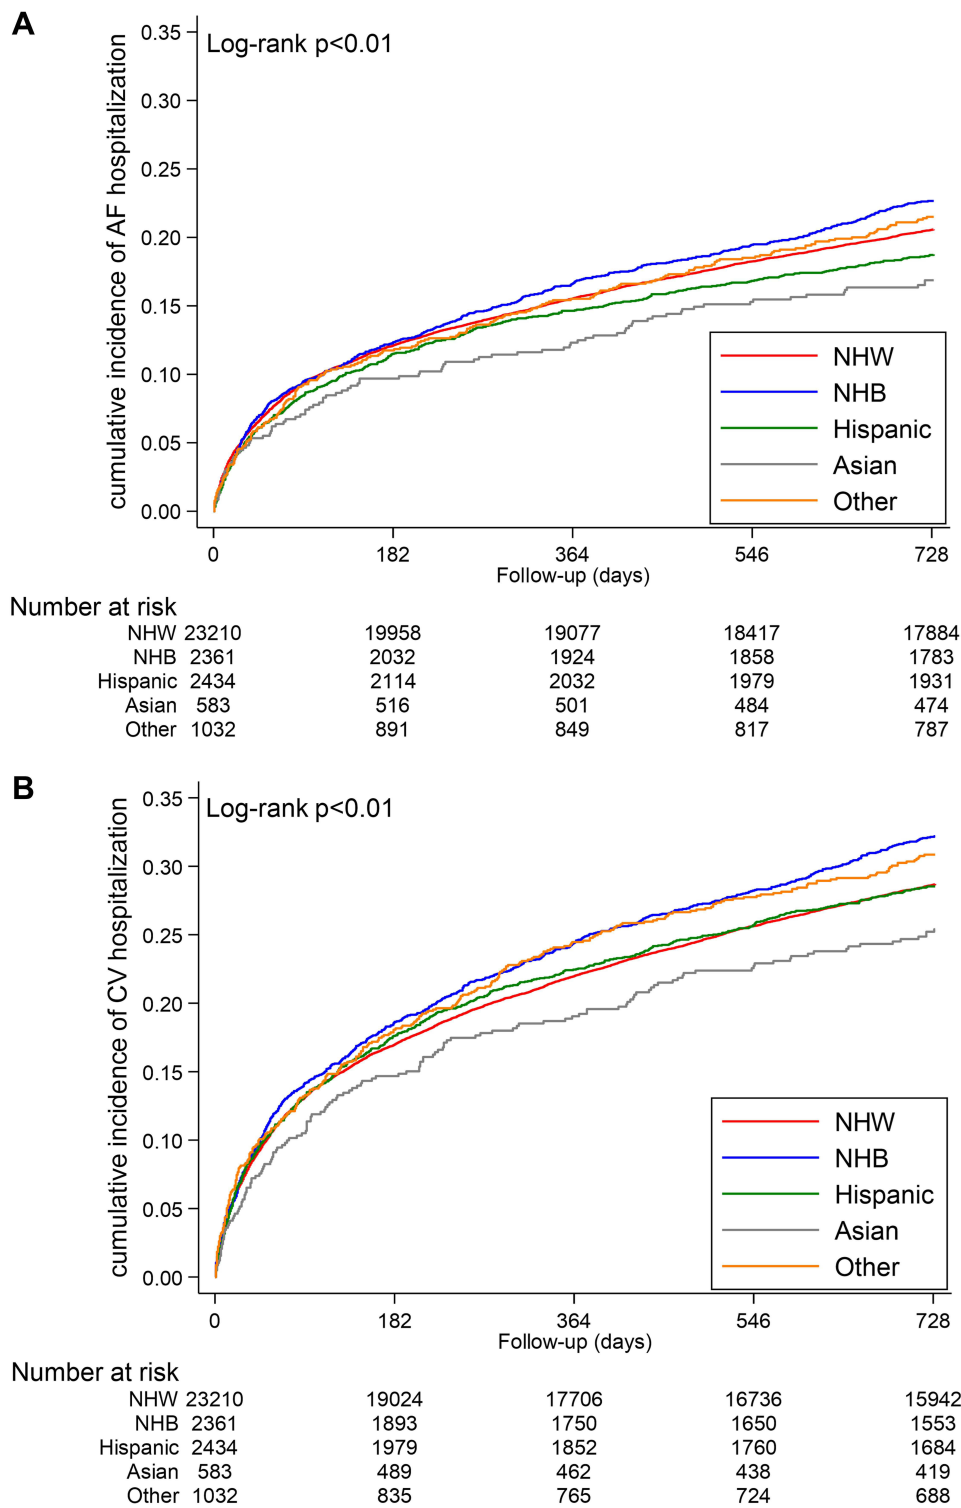 A
Log-rank p<0.01
cumulative incidence of AF hospitalization
0.35
0.30
0.25
0.20
0.15
0.10
0.05
0.00
NHW
NHB
Hispanic
Asian
Other
0 182 364 546 728
Follow-up (days)
Number at risk
NHW 23210 19958 19077 18417 17884
NHB 2361 2032 1924 1858 1783
Hispanic 2434 2114 2032 1979 1931
Asian 583 516 501 484 474
Other 1032 891 849 817 787
B
Log-rank p<0.01
cumulative incidence of CV hospitalization
0.35
0.30
0.25
0.20
0.15
0.10
0.05
0.00
NHW
NHB
Hispanic
Asian
Other
0 182 364 546 728
Follow-up (days)
Number at risk
NHW 23210 19024 17706 16736 15942
NHB 2361 1893 1750 1650 1553
Hispanic 2434 1979 1852 1760 1684
Asian 583 489 462 438 419
Other 1032 835 765 724 688